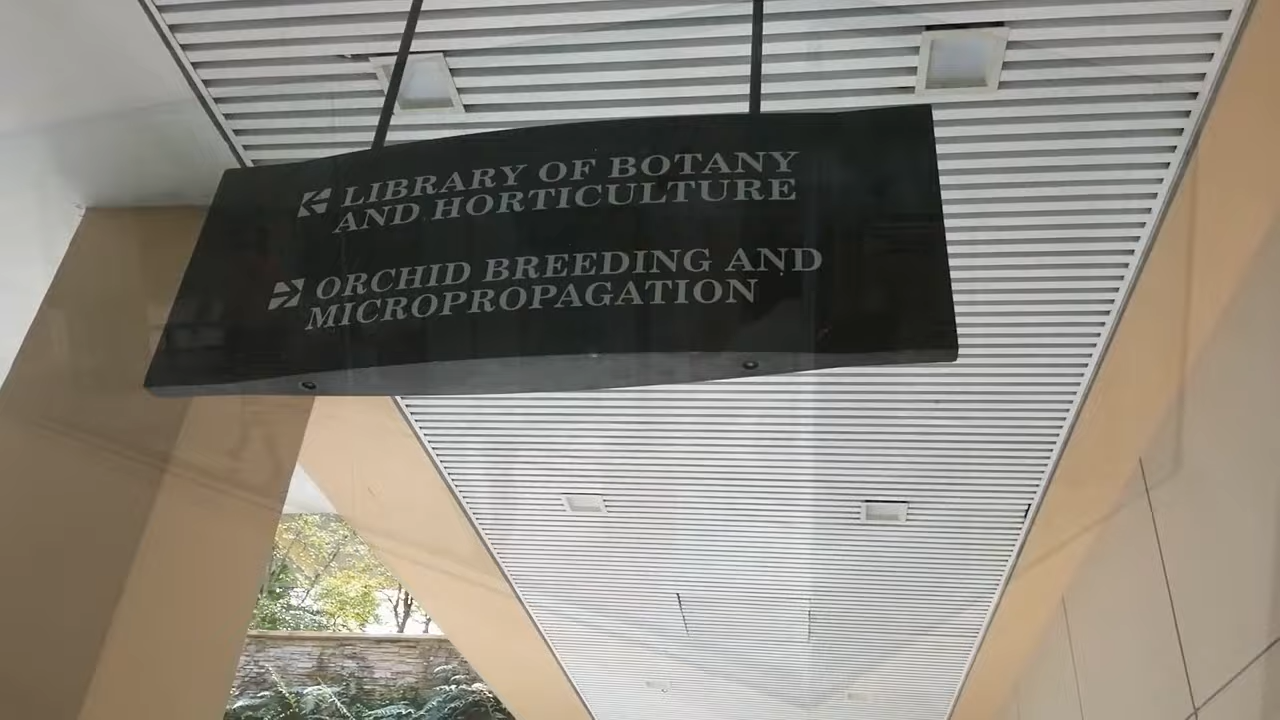 LIBRARY OF BOTANY
AND HORTICULTURE
ORCHID BREEDING AND
MICROPROPAGATION